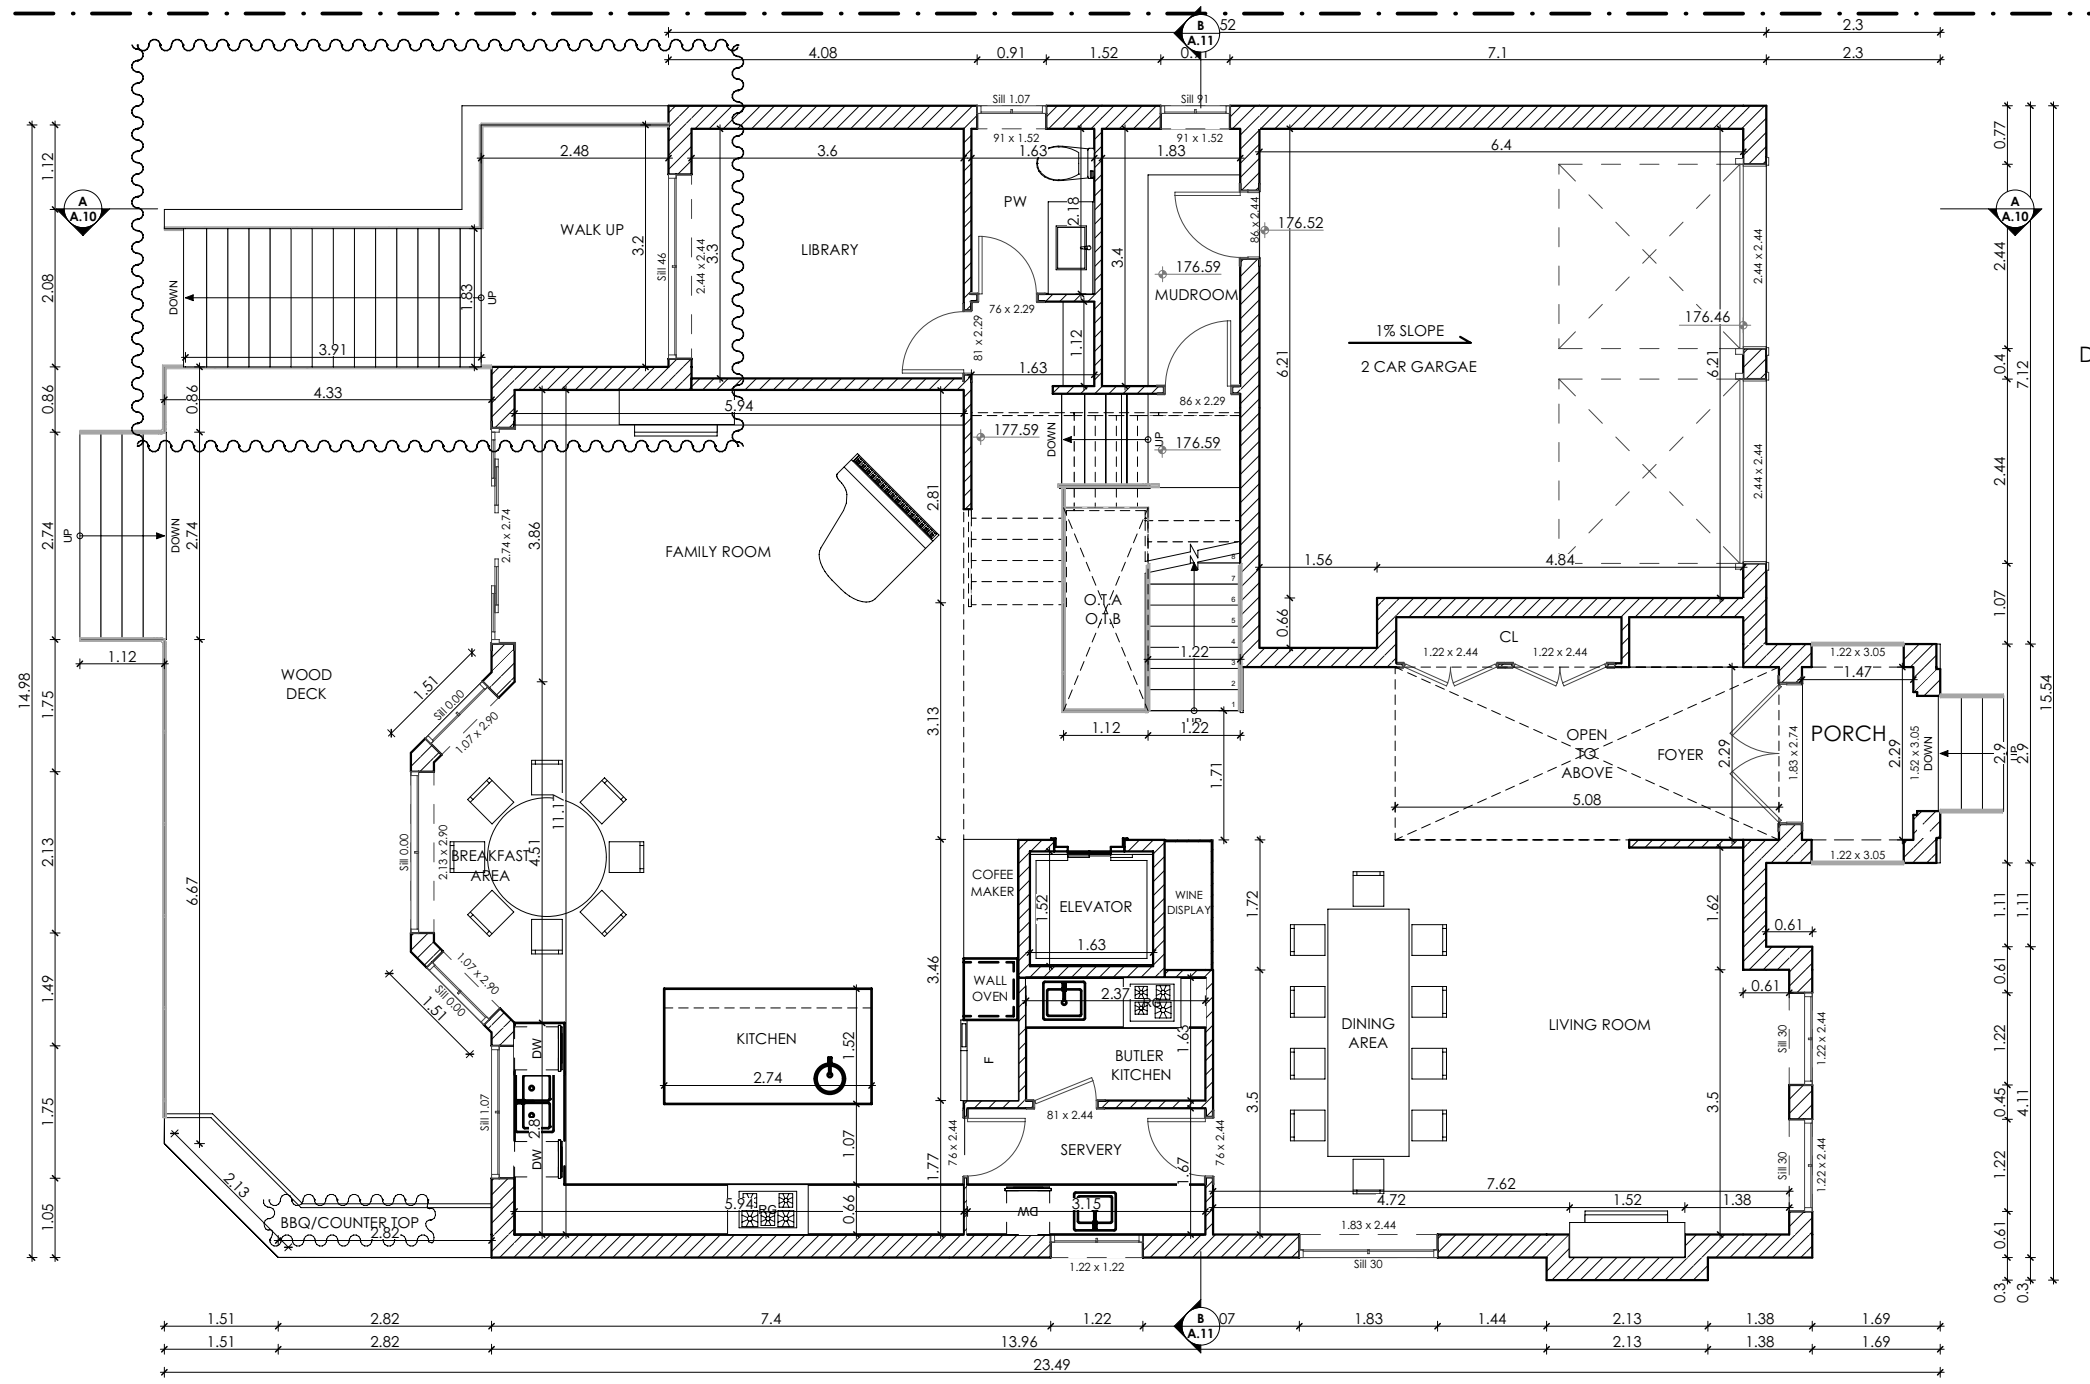 B
A.11
52
2.3
4.08
0.91
1.52
7.1
2.3
Sill 1.07
Sill 91
91 x 1.52
91 x 1.52
2.48
3.6
1.63
1.83
6.4
1.12
0.77
A
A.10
A
A.10
WALK UP
LIBRARY
PW
2.18
86 x 2.44
176.52
3.2
3.3
2.44 x 2.44
Sill 46
3.4
176.59
MUDROOM
2.44
2.44 x 2.44
2.08
DOWN
1.83
UP
76 x 2.29
81 x 2.29
1.12
1% SLOPE
176.46
2 CAR GARGAE
6.21
6.21
0.4
7.12
D
3.91
1.63
4.33
0.86
0.86
5.94
86 x 2.29
177.59
DOWN
UP
176.59
2.44
2.44 x 2.44
2.81
2.74
UP
DOWN
2.74
2.74 x 2.74
3.86
FAMILY ROOM
1.56
4.84
8
7
6
5
4
3
2
1
O.T.A
O.T.B
0.66
1.07
1.22
CL
1.22 x 2.44
1.22 x 2.44
1.22 x 3.05
1.47
1.12
WOOD
DECK
14.98
1.75
1.51
Sill 0.00
1.07 x 2.90
3.13
1.12
UP
1.22
1.71
OPEN
TO
ABOVE
FOYER
2.29
1.83 x 2.74
PORCH
2.29
1.52 x 3.05
DOWN
UP
2.9
2.9
15.54
5.08
11.11
4.51
2.13
Sill 0.00
2.13 x 2.90
BREAKFAST
AREA
6.67
1.22 x 3.05
COFEE
MAKER
1.52
ELEVATOR
1.63
WINE
DISPLAY
1.72
1.62
1.11
1.11
0.61
3.46
WALL
OVEN
2.37
RG
1.63
0.61
0.61
1.49
1.07 x 2.90
Sill 0.00
1.51
KITCHEN
1.52
2.74
F
BUTLER
KITCHEN
DINING
AREA
LIVING ROOM
Sill 30
1.22 x 2.44
1.22
DW
2.8
DW
Sill 1.07
1.75
81 x 2.44
3.5
3.5
0.45
4.11
1.07
1.77
76 x 2.44
SERVERY
1.67
76 x 2.44
Sill 30
1.22 x 2.44
1.22
2.13
7.62
5.94
RG
0.66
DW
3.15
4.72
1.52
1.38
1.05
BBQ/COUNTER TOP
2.82
1.83 x 2.44
0.61
1.22 x 1.22
Sill 30
0.3
0.3
1.51
2.82
7.4
1.22
B
A.11
07
1.83
1.44
2.13
1.38
1.69
1.51
2.82
13.96
2.13
1.38
1.69
23.49